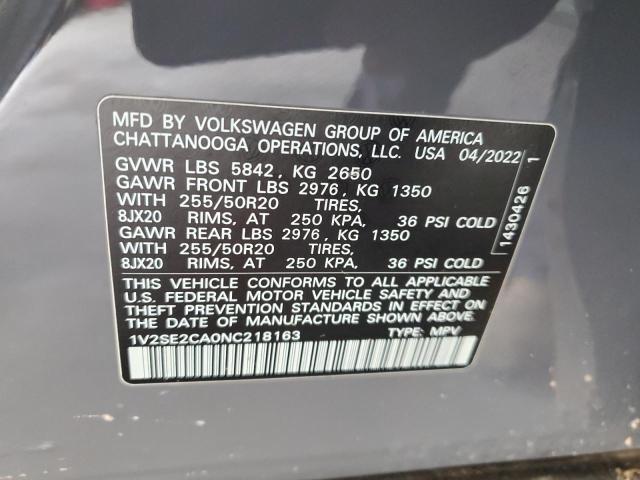 MFD BY VOLKSWAGEN GROUP OF AMERICA
CHATTANOOGA OPERATIONS, LLC. USA 04/2022
GVWR LBS 5842, KG 2650
GAWR FRONT LBS 2976, KG 1350
WITH 255/50R20 TIRES,
8JX20 RIMS, AT 250 KPA, 36 PSI COLD
GAWR REAR LBS 2976, KG 1350
WITH 255/50R20 TIRES,
8JX20 RIMS, AT 250 KPA, 36 PSI COLD
THIS VEHICLE CONFORMS TO ALL APPLICABLE
U.S. FEDERAL MOTOR VEHICLE SAFETY AND
THEFT PREVENTION STANDARDS IN EFFECT ON
THE DATE OF MANUFACTURE SHOWN ABOVE.
1V2SE2CA0NC218163 TYPE: MPV
1430426 1